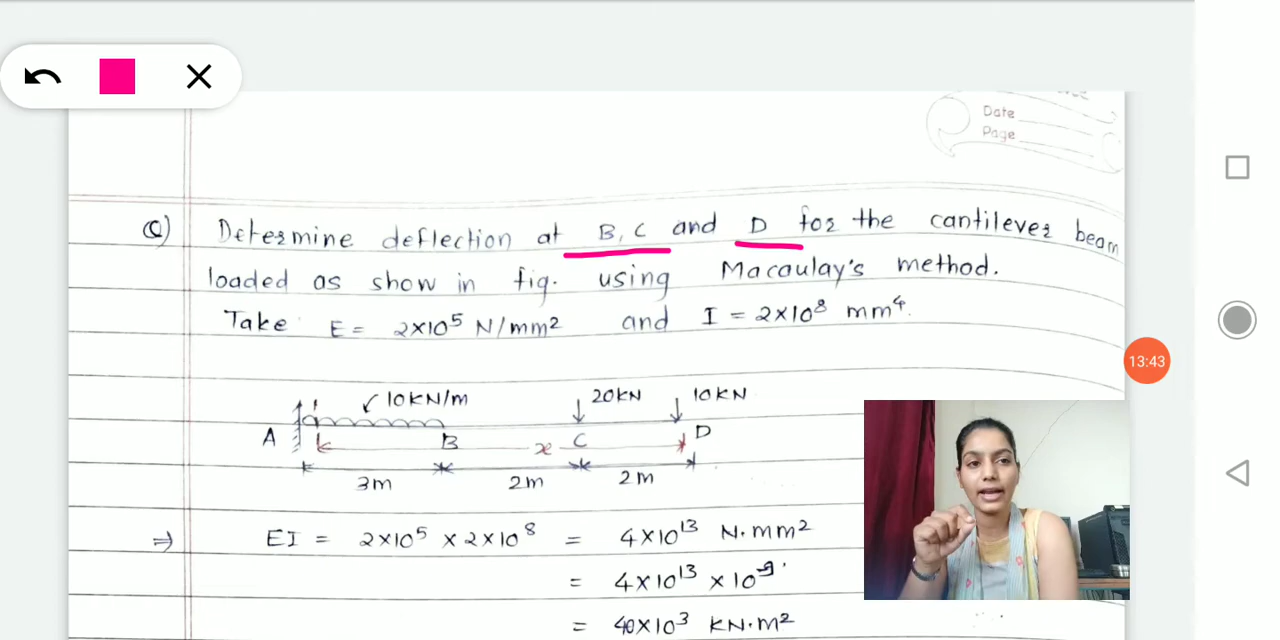 Date
Page
Q) Determine deflection at B, C and D for the cantilever beam
loaded as show in fig. using Macaulay's method.
Take E = 2×10⁵ N/mm² and I = 2×10⁸ mm⁴.
10KN/m 20KN 10KN
A B x C D
3m 2m 2m
⇒ EI = 2×10⁵ × 2×10⁸ = 4×10¹³ N·mm²
= 4×10¹³ × 10⁻⁹
= 40×10³ KN·m²
13:43